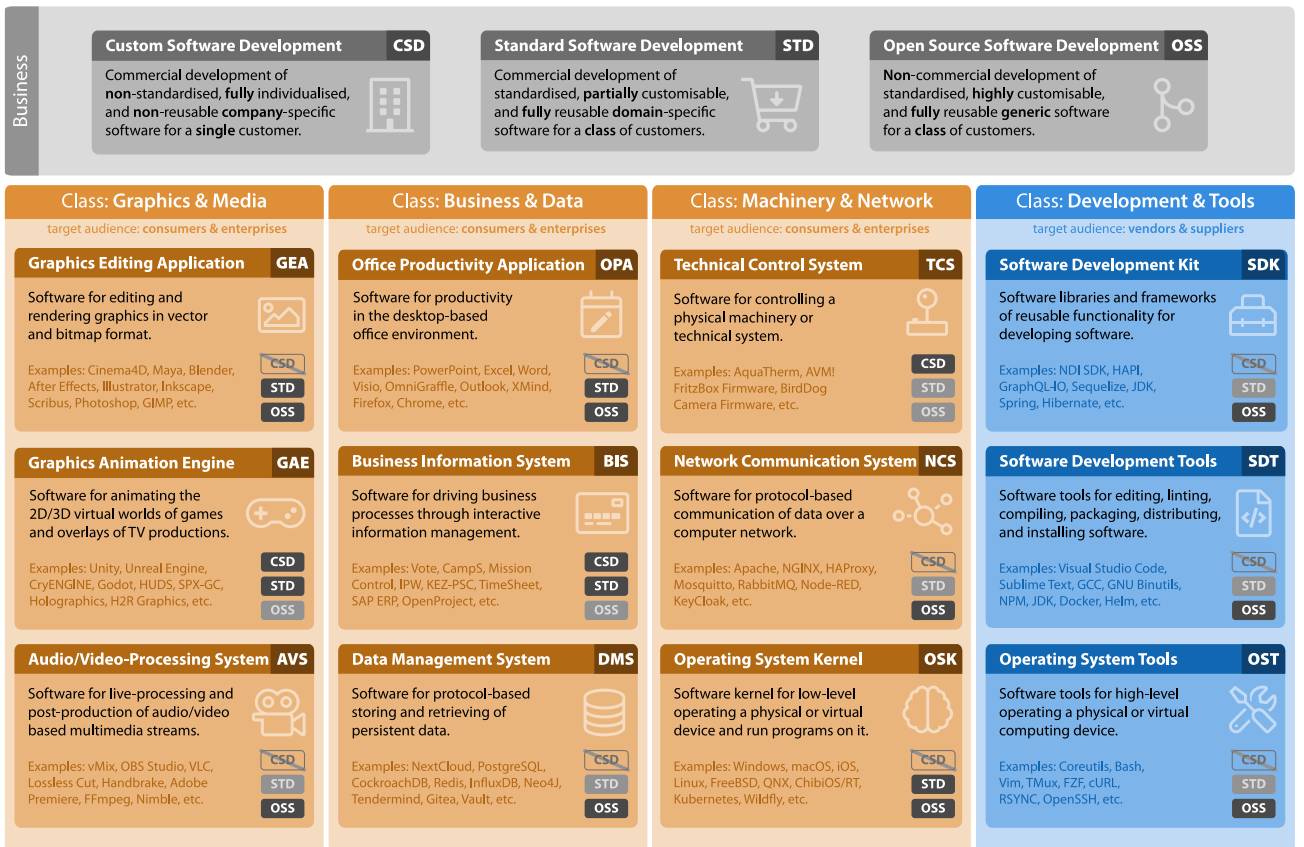 Business
Custom Software Development CSD
Commercial development of
non-standardised, fully individualised,
and non-reusable company-specific
software for a single customer.
Standard Software Development STD
Commercial development of
standardised, partially customisable,
and fully reusable domain-specific
software for a class of customers.
Open Source Software Development OSS
Non-commercial development of
standardised, highly customisable,
and fully reusable generic software
for a class of customers.
Class: Graphics & Media
target audience: consumers & enterprises
Graphics Editing Application GEA
Software for editing and
rendering graphics in vector
and bitmap format.
Examples: Cinema4D, Maya, Blender,
After Effects, Illustrator, Inkscape,
Scribus, Photoshop, GIMP, etc.
CSD
STD
OSS
Graphics Animation Engine GAE
Software for animating the
2D/3D virtual worlds of games
and overlays of TV productions.
Examples: Unity, Unreal Engine,
CryENGINE, Godot, HUDS, SPX-GC,
Holographics, H2R Graphics, etc.
CSD
STD
OSS
Audio/Video-Processing System AVS
Software for live-processing and
post-production of audio/video
based multimedia streams.
Examples: vMix, OBS Studio, VLC,
Lossless Cut, Handbrake, Adobe
Premiere, FFmpeg, Nimble, etc.
CSD
STD
OSS
Class: Business & Data
target audience: consumers & enterprises
Office Productivity Application OPA
Software for productivity
in the desktop-based
office environment.
Examples: PowerPoint, Excel, Word,
Visio, OmniGraffle, Outlook, XMind,
Firefox, Chrome, etc.
CSD
STD
OSS
Business Information System BIS
Software for driving business
processes through interactive
information management.
Examples: Vote, CampS, Mission
Control, IPW, KEZ-PSC, TimeSheet,
SAP ERP, OpenProject, etc.
CSD
STD
OSS
Data Management System DMS
Software for protocol-based
storing and retrieving of
persistent data.
Examples: NextCloud, PostgreSQL,
CockroachDB, Redis, InfluxDB, Neo4J,
Tendermind, Gitea, Vault, etc.
CSD
STD
OSS
Class: Machinery & Network
target audience: consumers & enterprises
Technical Control System TCS
Software for controlling a
physical machinery or
technical system.
Examples: AquaTherm, AVM!
FritzBox Firmware, BirdDog
Camera Firmware, etc.
CSD
STD
OSS
Network Communication System NCS
Software for protocol-based
communication of data over a
computer network.
Examples: Apache, NGINX, HAProxy,
Mosquitto, RabbitMQ, Node-RED,
KeyCloak, etc.
CSD
STD
OSS
Operating System Kernel OSK
Software kernel for low-level
operating a physical or virtual
device and run programs on it.
Examples: Windows, macOS, iOS,
Linux, FreeBSD, QNX, ChibiOS/RT,
Kubernetes, Wildfly, etc.
CSD
STD
OSS
Class: Development & Tools
target audience: vendors & suppliers
Software Development Kit SDK
Software libraries and frameworks
of reusable functionality for
developing software.
Examples: NDI SDK, HAPI,
GraphQL-IO, Sequelize, JDK,
Spring, Hibernate, etc.
CSD
STD
OSS
Software Development Tools SDT
Software tools for editing, linting,
compiling, packaging, distributing,
and installing software.
Examples: Visual Studio Code,
Sublime Text, GCC, GNU Binutils,
NPM, JDK, Docker, Helm, etc.
CSD
STD
OSS
Operating System Tools OST
Software tools for high-level
operating a physical or virtual
computing device.
Examples: Coreutils, Bash,
Vim, TMux, FZF, cURL,
RSYNC, OpenSSH, etc.
CSD
STD
OSS